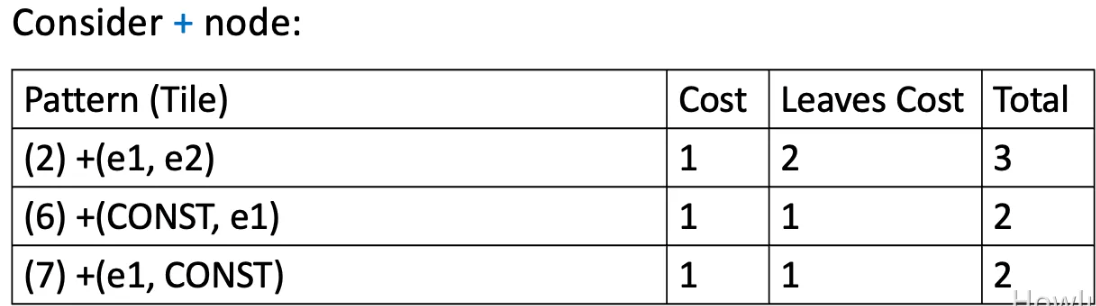 Consider + node:
Pattern (Tile) Cost Leaves Cost Total
(2) +(e1, e2) 1 2 3
(6) +(CONST, e1) 1 1 2
(7) +(e1, CONST) 1 1 2